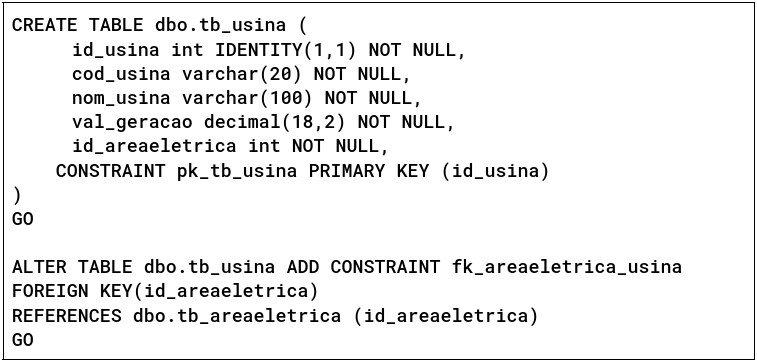 CREATE TABLE dbo.tb_usina (
id_usina int IDENTITY(1,1) NOT NULL,
cod_usina varchar(20) NOT NULL,
nom_usina varchar(100) NOT NULL,
val_geracao decimal(18,2) NOT NULL,
id_areaeletrica int NOT NULL,
CONSTRAINT pk_tb_usina PRIMARY KEY (id_usina)
)
GO
ALTER TABLE dbo.tb_usina ADD CONSTRAINT fk_areaeletrica_usina
FOREIGN KEY(id_areaeletrica)
REFERENCES dbo.tb_areaeletrica (id_areaeletrica)
GO